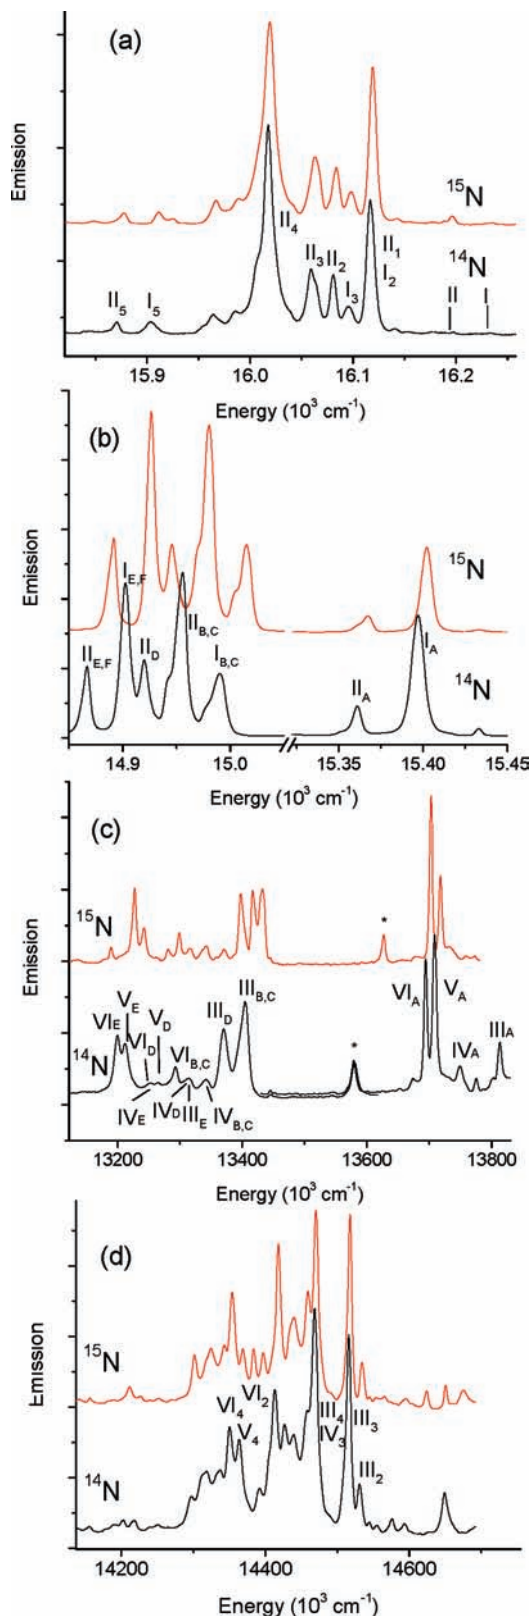 (a)
Emission
15N
II4
II3 II2
II1
I2
14N
I3
II I
II5 I5
15.9 16.0 16.1 16.2
Energy (10³ cm⁻¹)
(b)
Emission
15N
IE,F
IIB,C
IA
IID
IIE,F
IB,C
IIA
14N
14.9 15.0 15.35 15.40 15.45
Energy (10³ cm⁻¹)
(c)
Emission
15N
*
VIA VA
IIIB,C
VE IIID
VIE VD
14N VID VIB,C
*
IVA IIIA
IVE IVD IIIE IVB,C
13200 13400 13600 13800
Energy (10³ cm⁻¹)
(d)
Emission
15N
VI2
VI4
V4
III4
IV3
III3
III2
14N
14200 14400 14600
Energy (10³ cm⁻¹)